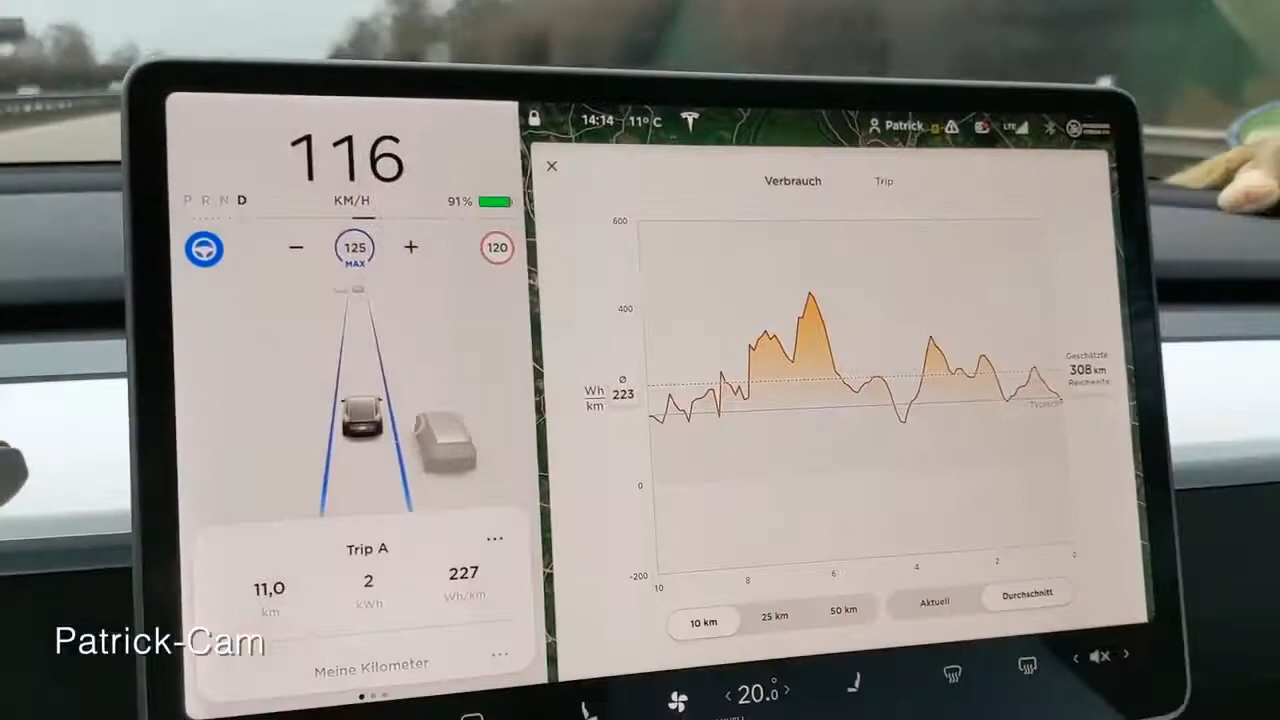 116
P R N D
KM/H
91%
125
MAX
120
Trip A
...
11,0
2
227
km
kWh
Wh/km
Meine Kilometer
...
14:14
11° C
Patrick
LTE
Verbrauch
Trip
600
400
0
-200
Ø
Wh
km
223
Geschätzte
308 km
Reichweite
Typisch
10
8
6
4
2
0
10 km
25 km
50 km
Aktuell
Durchschnitt
20.0
Patrick-Cam